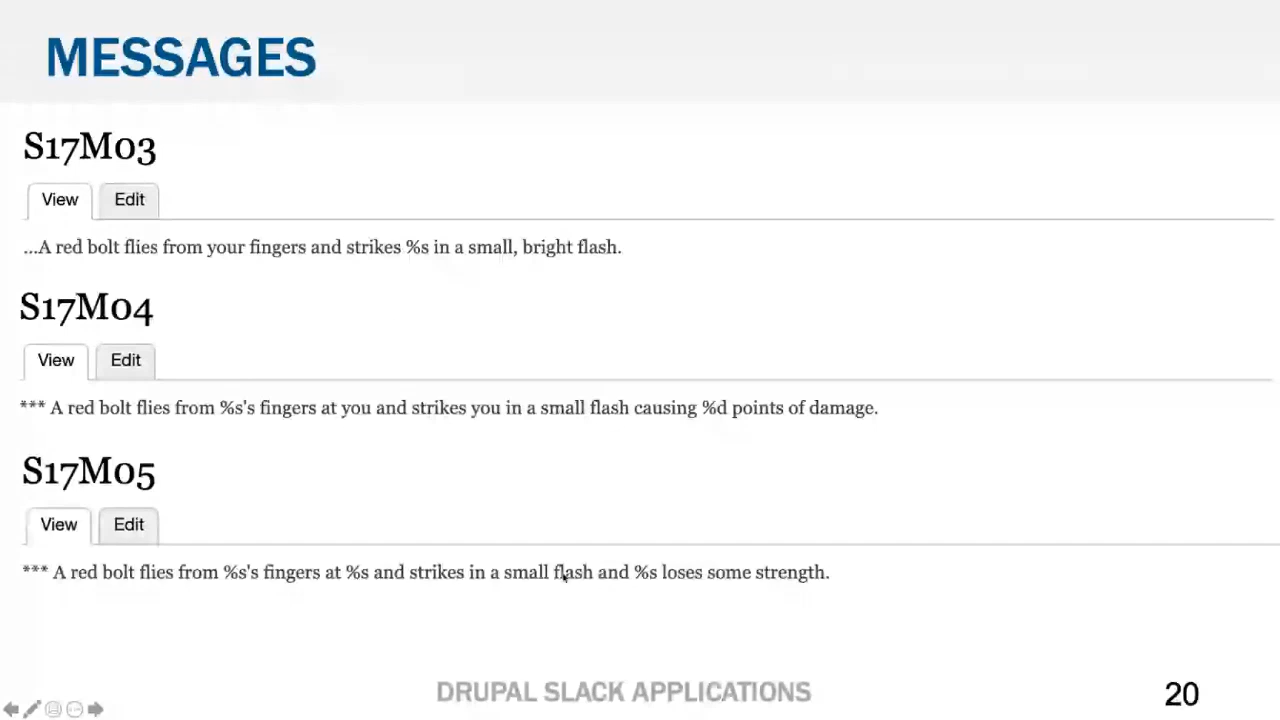 MESSAGES
S17M03
View Edit
...A red bolt flies from your fingers and strikes %s in a small, bright flash.
S17M04
View Edit
*** A red bolt flies from %s's fingers at you and strikes you in a small flash causing %d points of damage.
S17M05
View Edit
*** A red bolt flies from %s's fingers at %s and strikes in a small flash and %s loses some strength.
DRUPAL SLACK APPLICATIONS
20